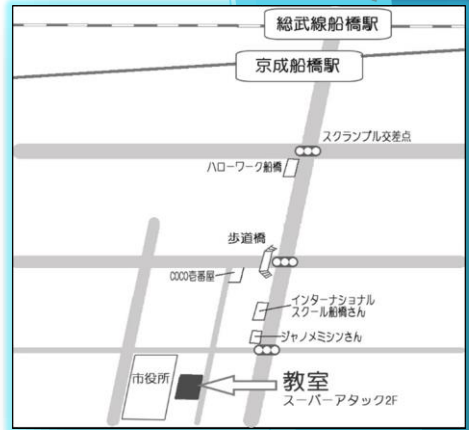 総武線船橋駅
京成船橋駅
スクランブル交差点
ハローワーク船橋
歩道橋
COCO壱番屋
インターナショナル
スクール船橋さん
ジャノメミシンさん
市役所
教室
スーパーアタック2F